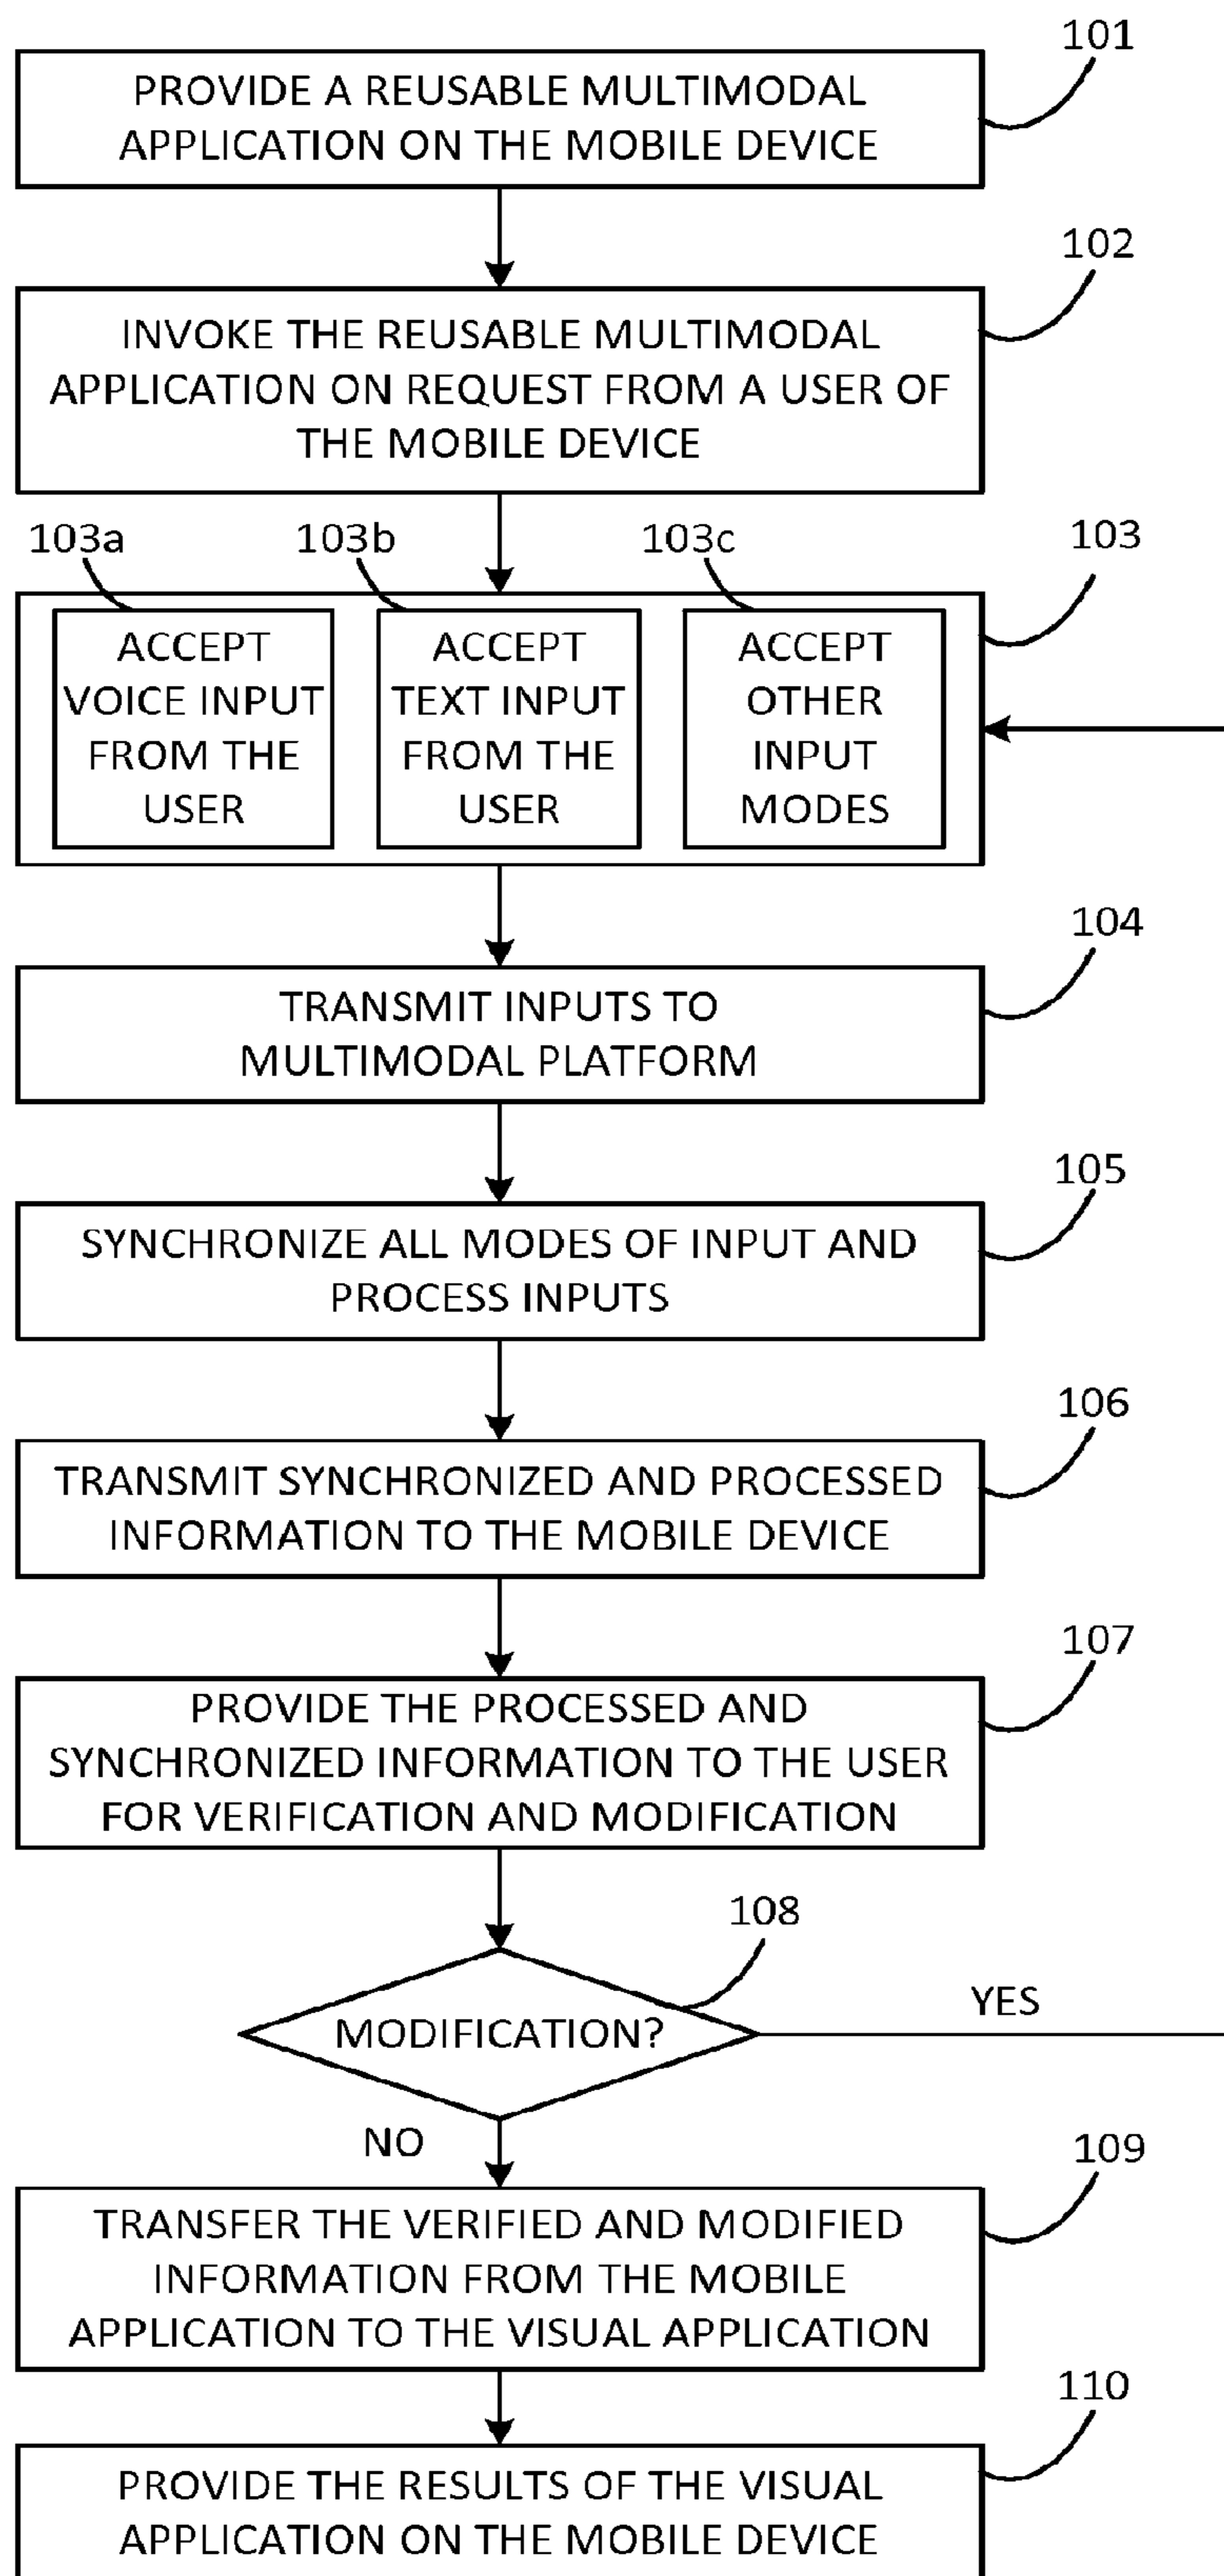 101
PROVIDE A REUSABLE MULTIMODAL
APPLICATION ON THE MOBILE DEVICE
102
INVOKE THE REUSABLE MULTIMODAL
APPLICATION ON REQUEST FROM A USER OF
THE MOBILE DEVICE
103a
103b
103c
103
ACCEPT
VOICE INPUT
FROM THE
USER
ACCEPT
TEXT INPUT
FROM THE
USER
ACCEPT
OTHER
INPUT
MODES
104
TRANSMIT INPUTS TO
MULTIMODAL PLATFORM
105
SYNCHRONIZE ALL MODES OF INPUT AND
PROCESS INPUTS
106
TRANSMIT SYNCHRONIZED AND PROCESSED
INFORMATION TO THE MOBILE DEVICE
107
PROVIDE THE PROCESSED AND
SYNCHRONIZED INFORMATION TO THE USER
FOR VERIFICATION AND MODIFICATION
108
MODIFICATION?
YES
NO
109
TRANSFER THE VERIFIED AND MODIFIED
INFORMATION FROM THE MOBILE
APPLICATION TO THE VISUAL APPLICATION
110
PROVIDE THE RESULTS OF THE VISUAL
APPLICATION ON THE MOBILE DEVICE